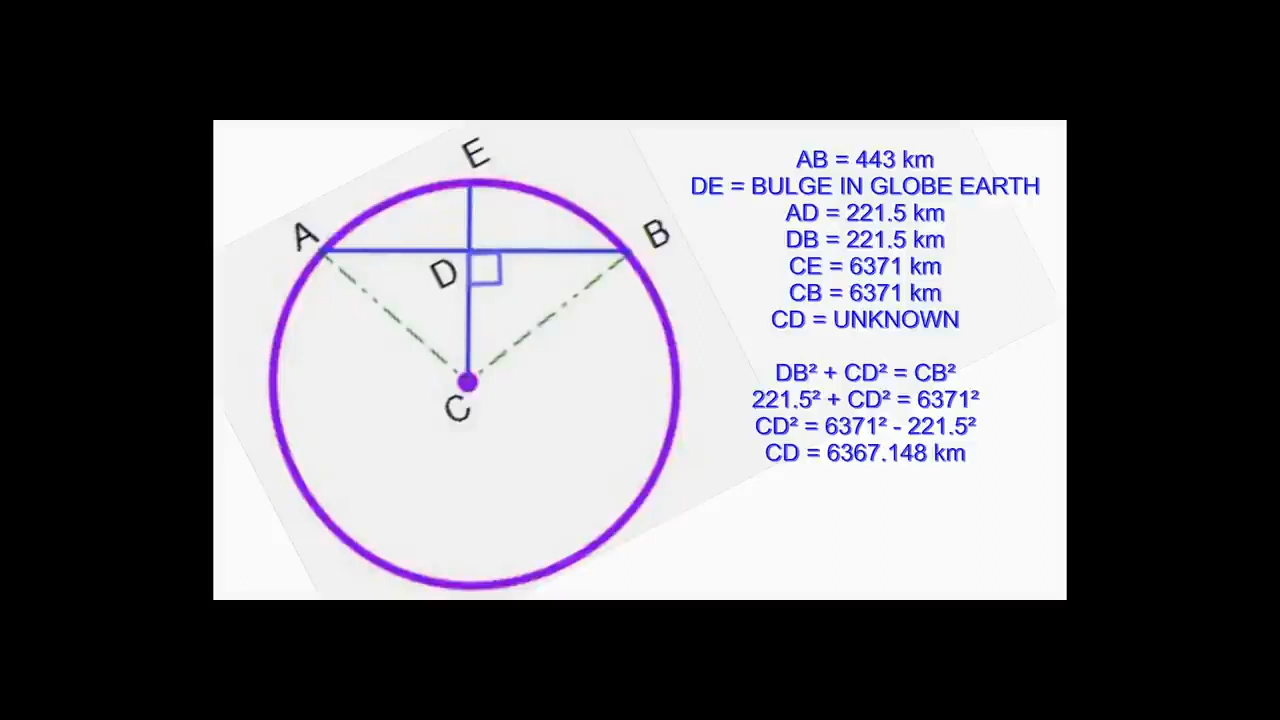 E
A
B
D
C
AB = 443 km
DE = BULGE IN GLOBE EARTH
AD = 221.5 km
DB = 221.5 km
CE = 6371 km
CB = 6371 km
CD = UNKNOWN
DB² + CD² = CB²
221.5² + CD² = 6371²
CD² = 6371² - 221.5²
CD = 6367.148 km